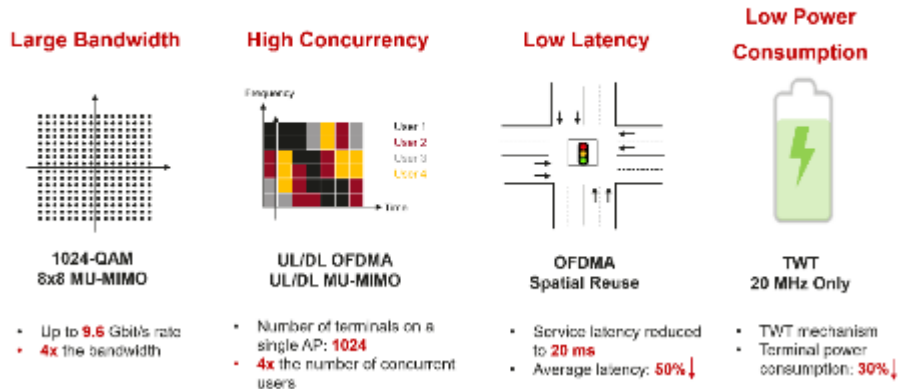 Large Bandwidth
1024-QAM
8x8 MU-MIMO
• Up to 9.6 Gbit/s rate
• 4x the bandwidth
High Concurrency
Frequency
User 1
User 2
User 3
User 4
Time
UL/DL OFDMA
UL/DL MU-MIMO
• Number of terminals on a
single AP: 1024
• 4x the number of concurrent
users
Low Latency
OFDMA
Spatial Reuse
• Service latency reduced
to 20 ms
• Average latency: 50%↓
Low Power
Consumption
TWT
20 MHz Only
• TWT mechanism
• Terminal power
consumption: 30%↓